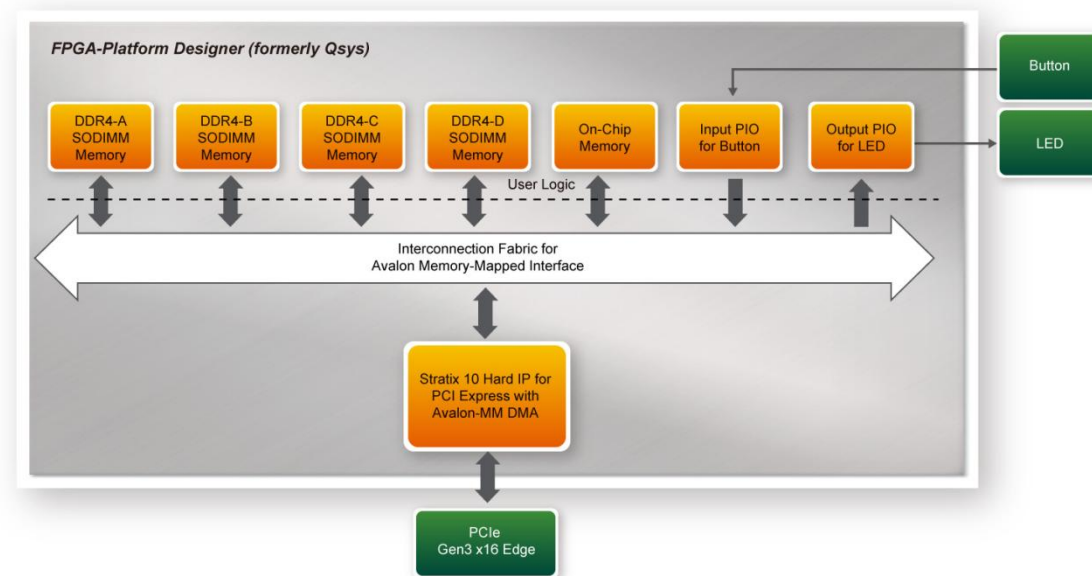 FPGA-Platform Designer (formerly Qsys)
Button
DDR4-A
SODIMM
Memory
DDR4-B
SODIMM
Memory
DDR4-C
SODIMM
Memory
DDR4-D
SODIMM
Memory
On-Chip
Memory
Input PIO
for Button
Output PIO
for LED
LED
User Logic
Interconnection Fabric for
Avalon Memory-Mapped Interface
Stratix 10 Hard IP for
PCI Express with
Avalon-MM DMA
PCIe
Gen3 x16 Edge